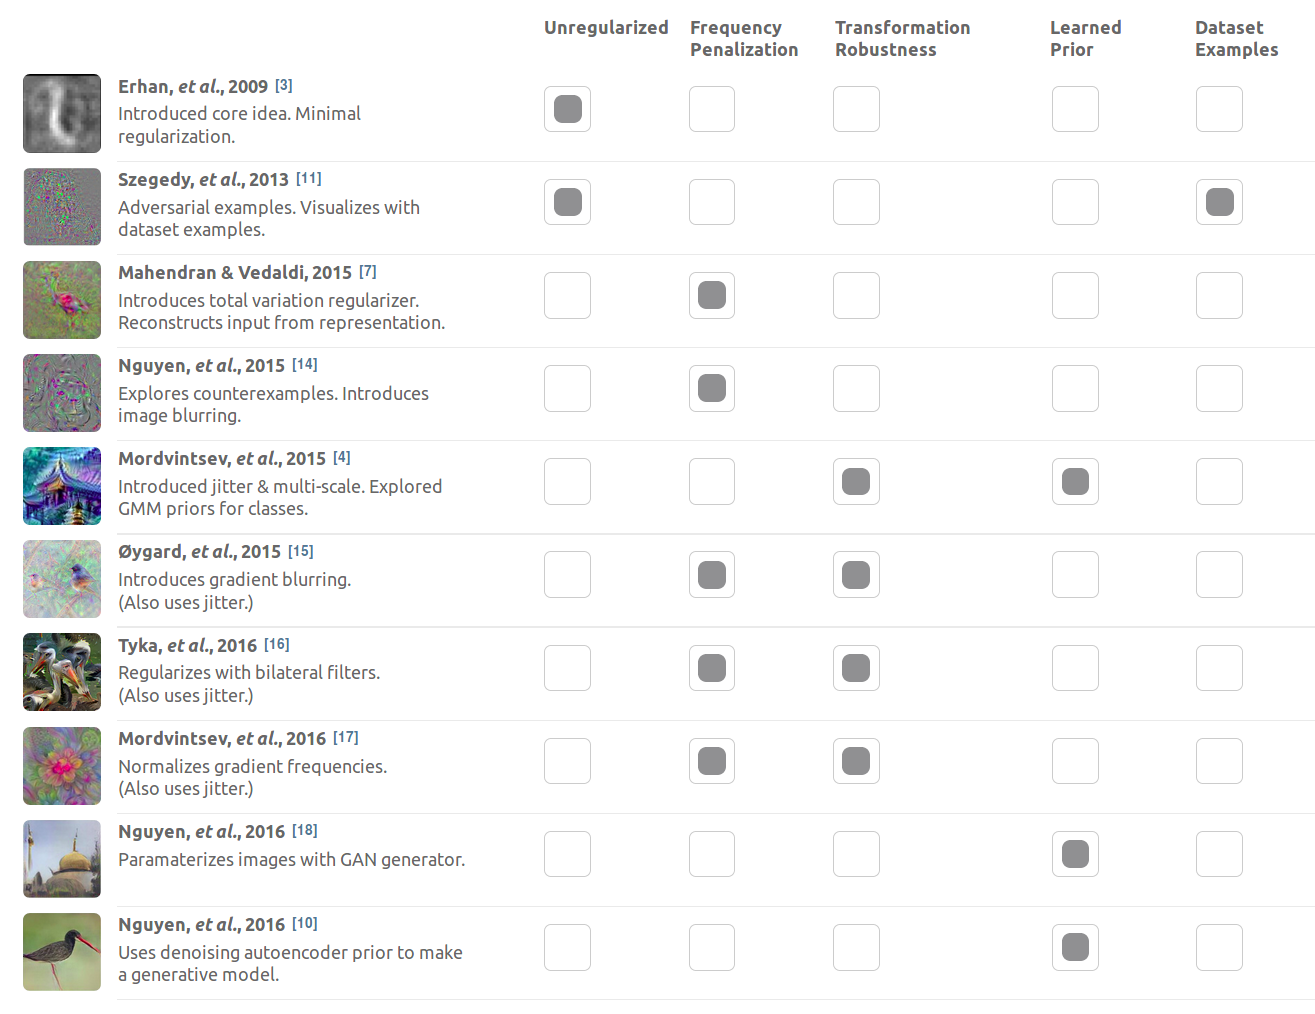 Unregularized
Frequency Penalization
Transformation Robustness
Learned Prior
Dataset Examples
Erhan, et al., 2009 [3]
Introduced core idea. Minimal
regularization.
Szegedy, et al., 2013 [11]
Adversarial examples. Visualizes with
dataset examples.
Mahendran & Vedaldi, 2015 [7]
Introduces total variation regularizer.
Reconstructs input from representation.
Nguyen, et al., 2015 [14]
Explores counterexamples. Introduces
image blurring.
Mordvintsev, et al., 2015 [4]
Introduced jitter & multi-scale. Explored
GMM priors for classes.
Øygard, et al., 2015 [15]
Introduces gradient blurring.
(Also uses jitter.)
Tyka, et al., 2016 [16]
Regularizes with bilateral filters.
(Also uses jitter.)
Mordvintsev, et al., 2016 [17]
Normalizes gradient frequencies.
(Also uses jitter.)
Nguyen, et al., 2016 [18]
Paramaterizes images with GAN generator.
Nguyen, et al., 2016 [10]
Uses denoising autoencoder prior to make
a generative model.